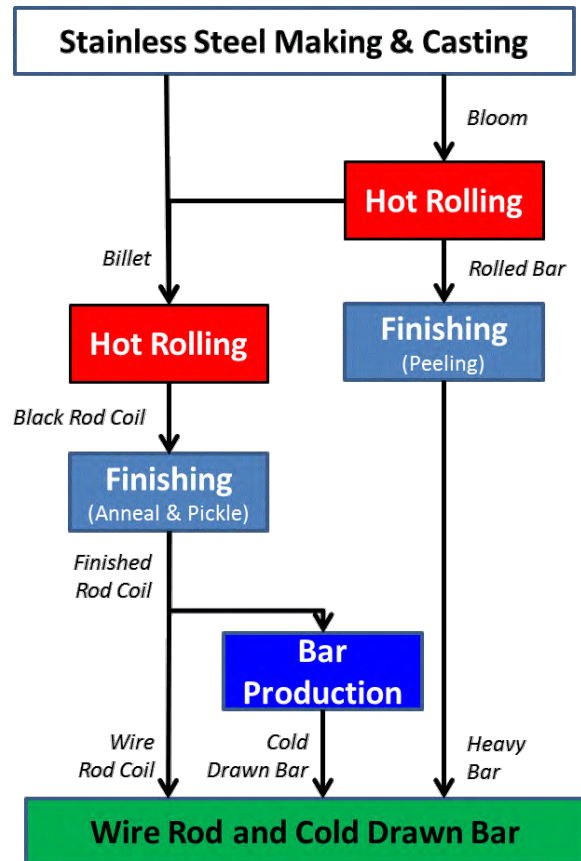 Stainless Steel Making & Casting
Bloom
Hot Rolling
Billet
Rolled Bar
Hot Rolling
Finishing
(Peeling)
Black Rod Coil
Finishing
(Anneal & Pickle)
Finished
Rod Coil
Bar
Production
Wire
Rod Coil
Cold
Drawn Bar
Heavy
Bar
Wire Rod and Cold Drawn Bar